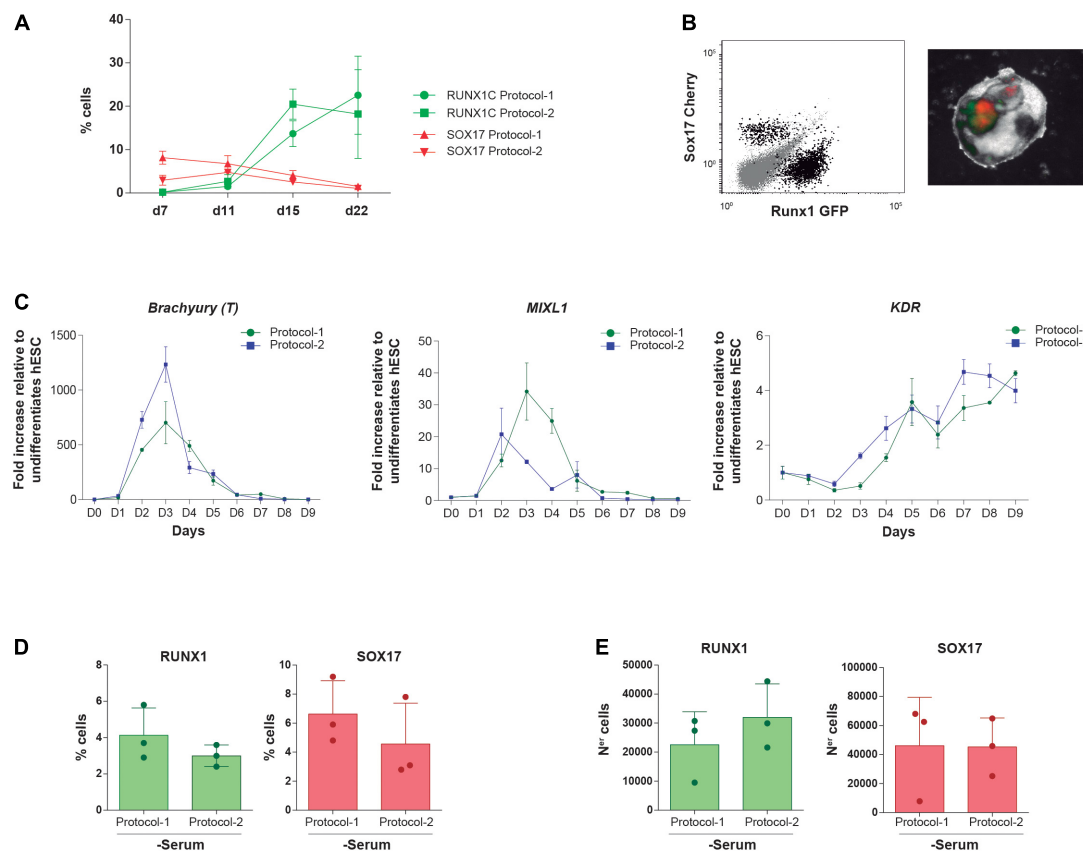 A
40
30
20
10
0
% cells
d7 d11 d15 d22
RUNX1C Protocol-1
RUNX1C Protocol-2
SOX17 Protocol-1
SOX17 Protocol-2
B
Sox17 Cherry
10⁵
10⁰
10⁰ 10⁵
Runx1 GFP
C
Brachyury (T)
Fold increase relative to
undifferentiates hESC
1500
1000
500
0
D0 D1 D2 D3 D4 D5 D6 D7 D8 D9
Days
Protocol-1
Protocol-2
MIXL1
Fold increase relative to
undifferentiates hESC
50
40
30
20
10
0
D0 D1 D2 D3 D4 D5 D6 D7 D8 D9
Protocol-1
Protocol-2
KDR
Fold increase relative to
undifferentiates hESC
6
4
2
0
D0 D1 D2 D3 D4 D5 D6 D7 D8 D9
Days
Protocol-
Protocol-
D
RUNX1
% cells
8
6
4
2
0
Protocol-1 Protocol-2
-Serum
SOX17
% cells
10
8
6
4
2
0
Protocol-1 Protocol-2
-Serum
E
RUNX1
Nᵉʳ cells
50000
40000
30000
20000
10000
0
Protocol-1 Protocol-2
-Serum
SOX17
Nᵉʳ cells
100000
80000
60000
40000
20000
0
Protocol-1 Protocol-2
-Serum